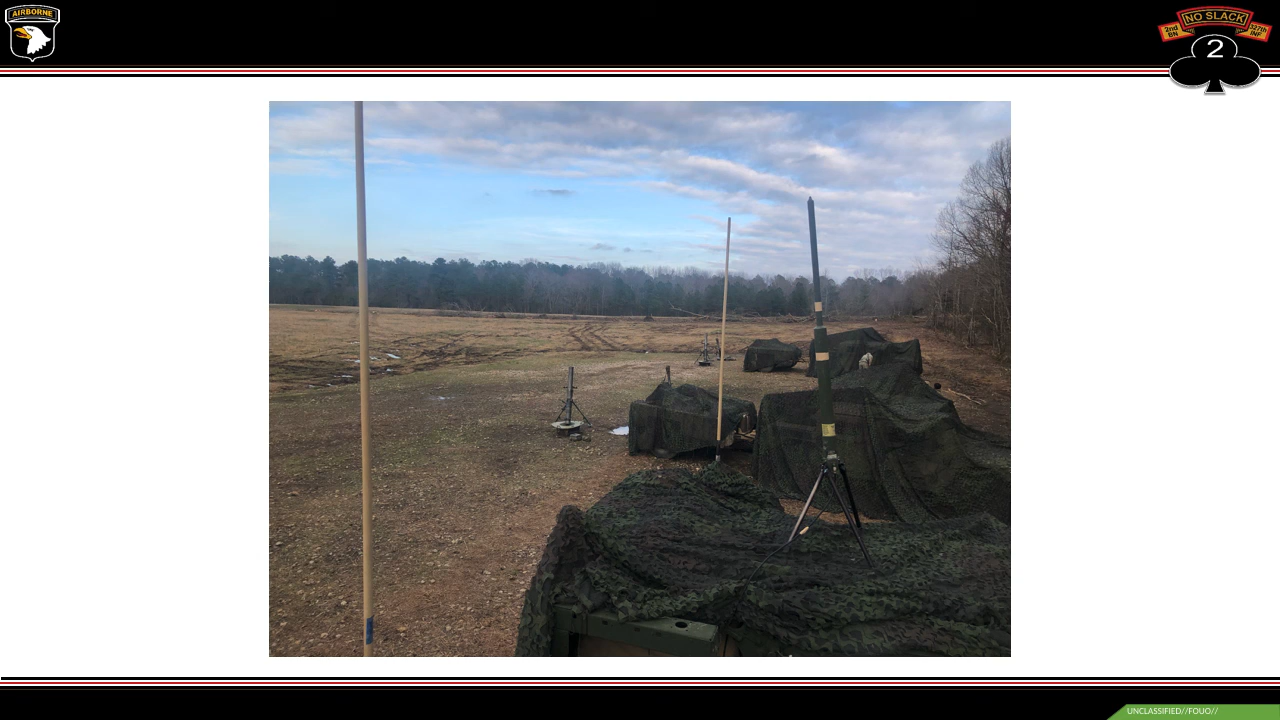 AIRBORNE
NO SLACK
2nd BN
327th INF
2
UNCLASSIFIED//FOUO//